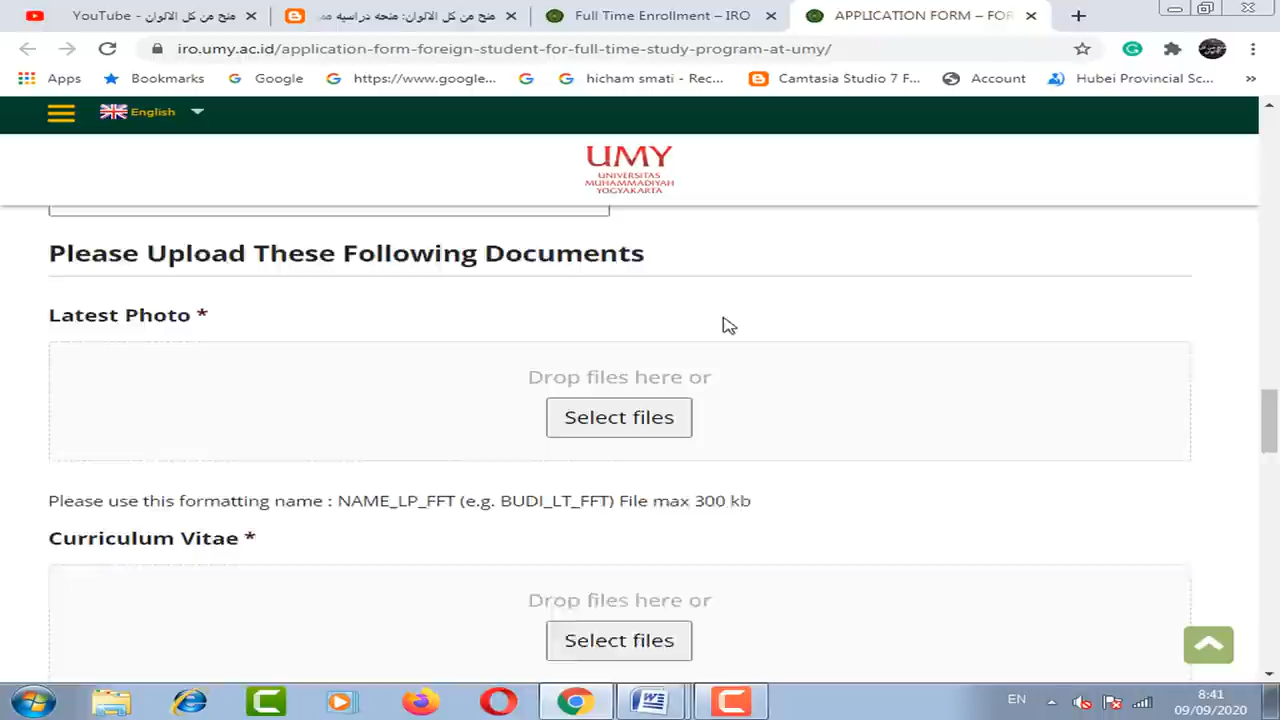 YouTube - منح من كل الالوان
منح من كل الالوان: منحه دراسيه
Full Time Enrollment – IRO
APPLICATION FORM – FOR
iro.umy.ac.id/application-form-foreign-student-for-full-time-study-program-at-umy/
Apps
Bookmarks
Google
https://www.google...
hicham smati - Rec...
Camtasia Studio 7 F...
Account
Hubei Provincial Sc...
»
English
UMY
UNIVERSITAS
MUHAMMADIYAH
YOGYAKARTA
Please Upload These Following Documents
Latest Photo *
Drop files here or
Select files
Please use this formatting name : NAME_LP_FFT (e.g. BUDI_LT_FFT) File max 300 kb
Curriculum Vitae *
Drop files here or
Select files
EN
8:41
09/09/2020